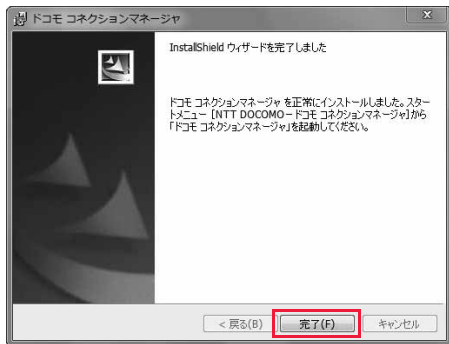 ドコモ コネクションマネージャ
InstallShield ウィザードを完了しました
ドコモ コネクションマネージャ を正常にインストールしました。スター
トメニュー [NTT DOCOMO－ドコモ コネクションマネージャ]から
「ドコモ コネクションマネージャ」を起動してください。
< 戻る(B) 完了(F) キャンセル